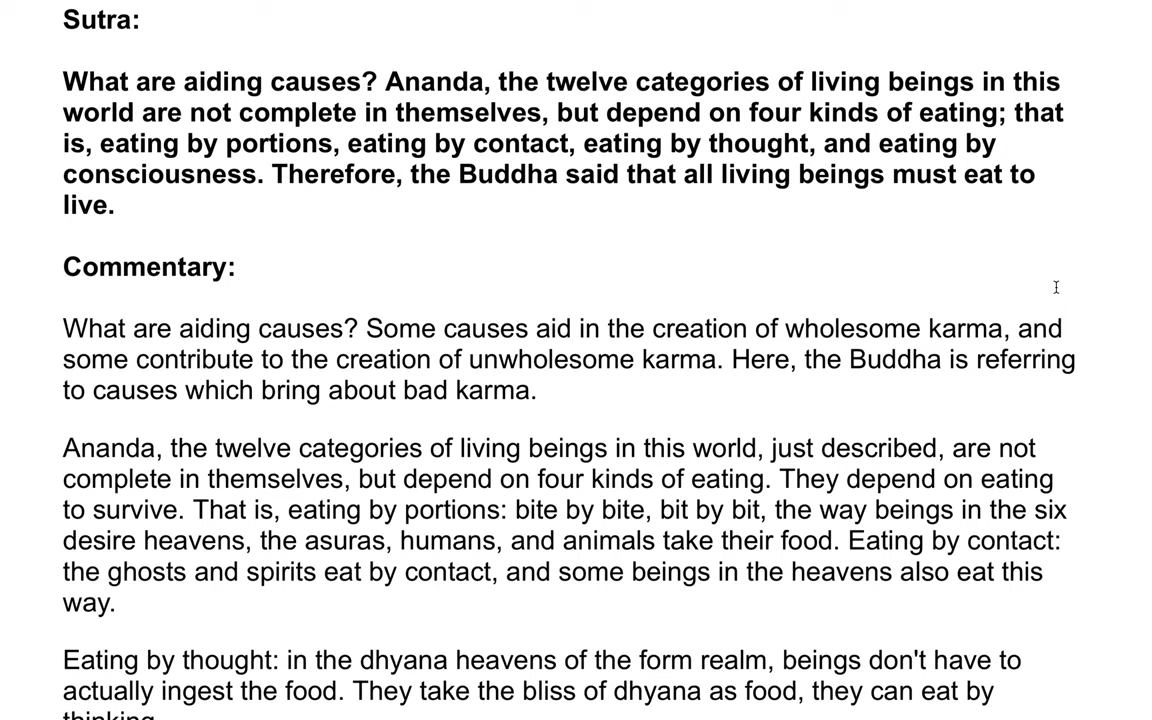 Sutra:
What are aiding causes? Ananda, the twelve categories of living beings in this
world are not complete in themselves, but depend on four kinds of eating; that
is, eating by portions, eating by contact, eating by thought, and eating by
consciousness. Therefore, the Buddha said that all living beings must eat to
live.
Commentary:
What are aiding causes? Some causes aid in the creation of wholesome karma, and
some contribute to the creation of unwholesome karma. Here, the Buddha is referring
to causes which bring about bad karma.
Ananda, the twelve categories of living beings in this world, just described, are not
complete in themselves, but depend on four kinds of eating. They depend on eating
to survive. That is, eating by portions: bite by bite, bit by bit, the way beings in the six
desire heavens, the asuras, humans, and animals take their food. Eating by contact:
the ghosts and spirits eat by contact, and some beings in the heavens also eat this
way.
Eating by thought: in the dhyana heavens of the form realm, beings don't have to
actually ingest the food. They take the bliss of dhyana as food, they can eat by
thinking.